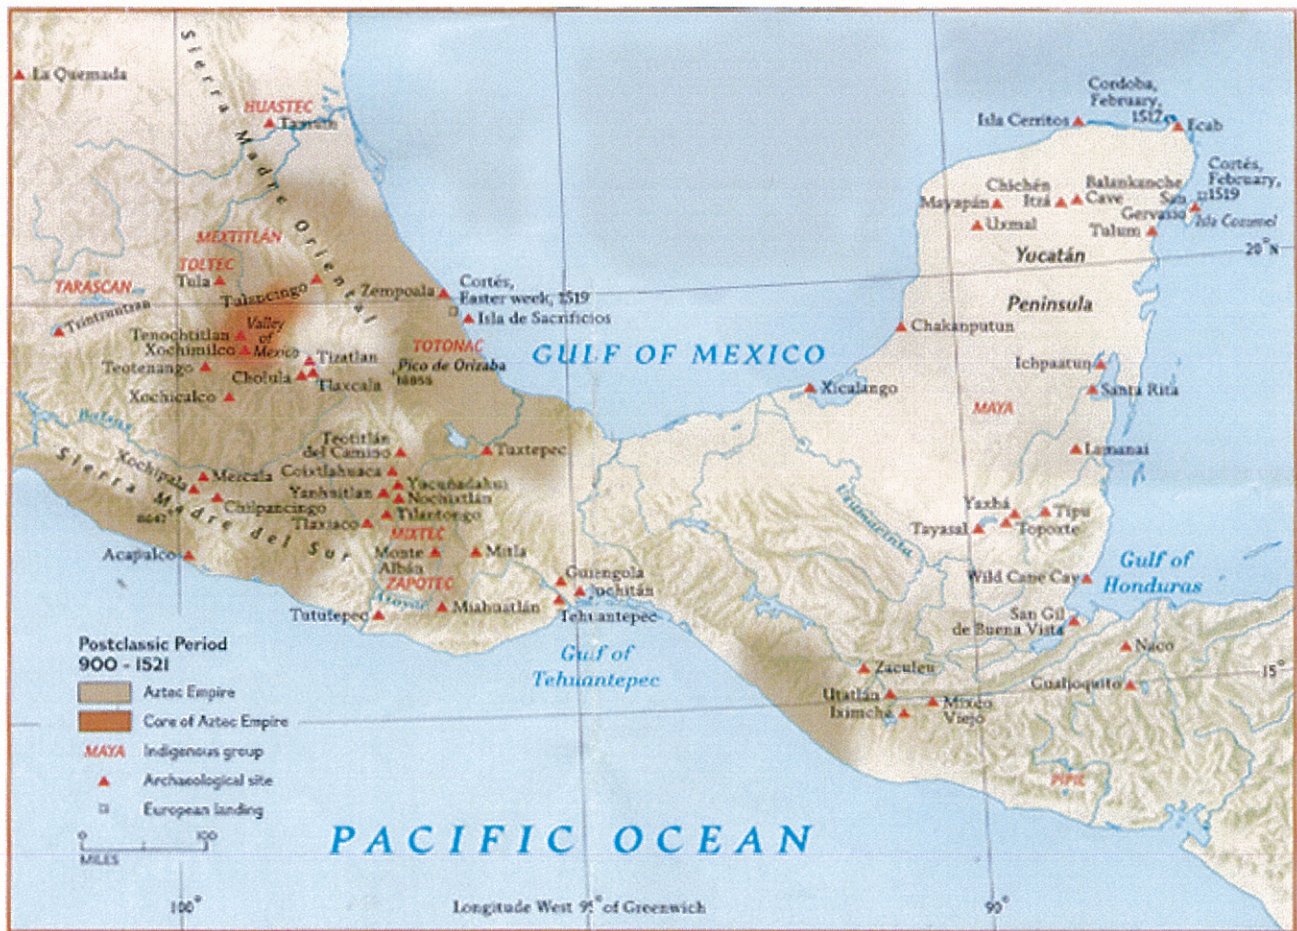 Sierra Madre Oriental
La Quemada
HUASTEC
Tamuín
MEXTITLÁN
TOLTEC
Tula
TARASCAN
Tzintzuntzan
Tulancingo
Zempoala
Cortés,
Easter week, 1519
Isla de Sacrificios
Tenochtitlan
Valley
of
Mexico
Xochimilco
Teotenango
Tizatlan
Cholula
Tlaxcala
Xochicalco
TOTONAC
Pico de Orizaba
18855
GULF OF MEXICO
Cordoba,
February,
1517
Isla Cerritos
Ecab
Cortés,
February,
1519
Chichén
Itzá
Balankanche
Cave
San
Gervasio
Isla Cozumel
Mayapán
Uxmal
Tulum
20°N
Yucatán
Peninsula
Chakanputun
Ichpaatun
Santa Rita
Xicalango
MAYA
Lamanai
Balsas
Teotitlán
del Camino
Tuxtepec
Coixtlahuaca
Yucuñudahui
Yanhuitlan
Nochixtlán
Tilantongo
Tlaxiaco
MIXTEC
Xochipala
Mezcala
Chilpancingo
Sierra Madre del Sur
Acapulco
Monte
Albán
Mitla
ZAPOTEC
Atoyac
Miahuatlán
Tututepec
Guiengola
Juchitán
Tehuantepec
Gulf of
Tehuantepec
Usumacinta
Yaxhá
Tipu
Tayasal
Topoxte
Wild Cane Cay
Gulf of
Honduras
San Gil
de Buena Vista
Naco
Zaculeu
Gualjoquito
15°
Utatlán
Iximché
Mixco
Viejo
PIPIL
Postclassic Period
900 - 1521
Aztec Empire
Core of Aztec Empire
MAYA Indigenous group
Archaeological site
European landing
0 100
MILES
PACIFIC OCEAN
100°
Longitude West 95° of Greenwich
90°